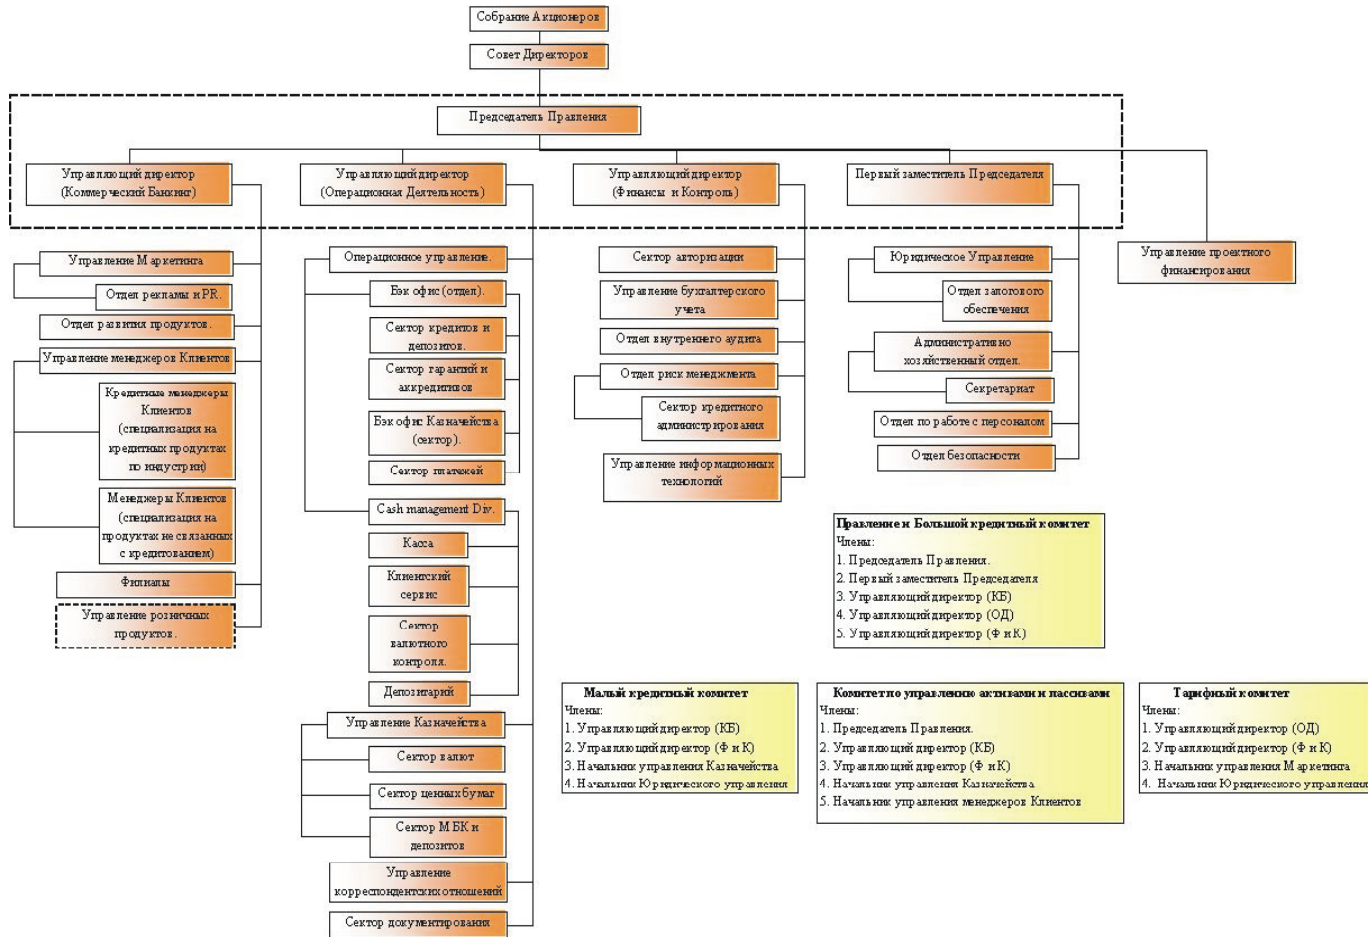 Собрание Акционеров
Совет Директоров
Председатель Правления
Управляющий директор
(Коммерческий Банкинг)
Управляющий директор
(Операционная Деятельность)
Управляющий директор
(Финансы и Контроль)
Первый заместитель Председателя
Управление проектного
финансирования
Управление Маркетинга
Отдел рекламы и PR.
Отдел развития продуктов.
Управление менеджеров Клиентов
Кредитные менеджеры
Клиентов
(специализация на
кредитных продуктах
по индустрии)
Менеджеры Клиентов
(специализация на
продуктах не связанных
с кредитованием)
Филиалы
Управление розничных
продуктов.
Операционное управление.
Бэк офис (отдел).
Сектор кредитов и
депозитов.
Сектор гарантий и
аккредитивов
Бэк офис Казначейства
(сектор).
Сектор платежей
Cash management Div.
Касса
Клиентский
сервис
Сектор
валютного
контроля.
Депозитарий
Управление Казначейства
Сектор валют
Сектор ценных бумаг
Сектор МБК и
депозитов
Управление
корреспондентских отношений
Сектор документирования
Сектор авторизации
Управление бухгалтерского
учета
Отдел внутреннего аудита
Отдел риск менеджмента
Сектор кредитного
администрирования
Управление информационных
технологий
Юридическое Управление
Отдел залогового
обеспечения
Административно
хозяйственный отдел.
Секретариат
Отдел по работе с персоналом
Отдел безопасности
Правление и Большой кредитный комитет
Члены:
1. Председатель Правления.
2. Первый заместитель Председателя
3. Управляющий директор (КБ)
4. Управляющий директор (ОД)
5. Управляющий директор (Ф и К)
Малый кредитный комитет
Члены:
1. Управляющий директор (КБ)
2. Управляющий директор (Ф и К)
3. Начальник управления Казначейства
4. Начальник Юридического управления
Комитет по управлению активами и пассивами
Члены:
1. Председатель Правления.
2. Управляющий директор (КБ)
3. Управляющий директор (Ф и К)
4. Начальник управления Казначейства
5. Начальник управления менеджеров Клиентов
Тарифный комитет
Члены:
1. Управляющий директор (ОД)
2. Управляющий директор (Ф и К)
3. Начальник управления Маркетинга
4. Начальник Юридического управления